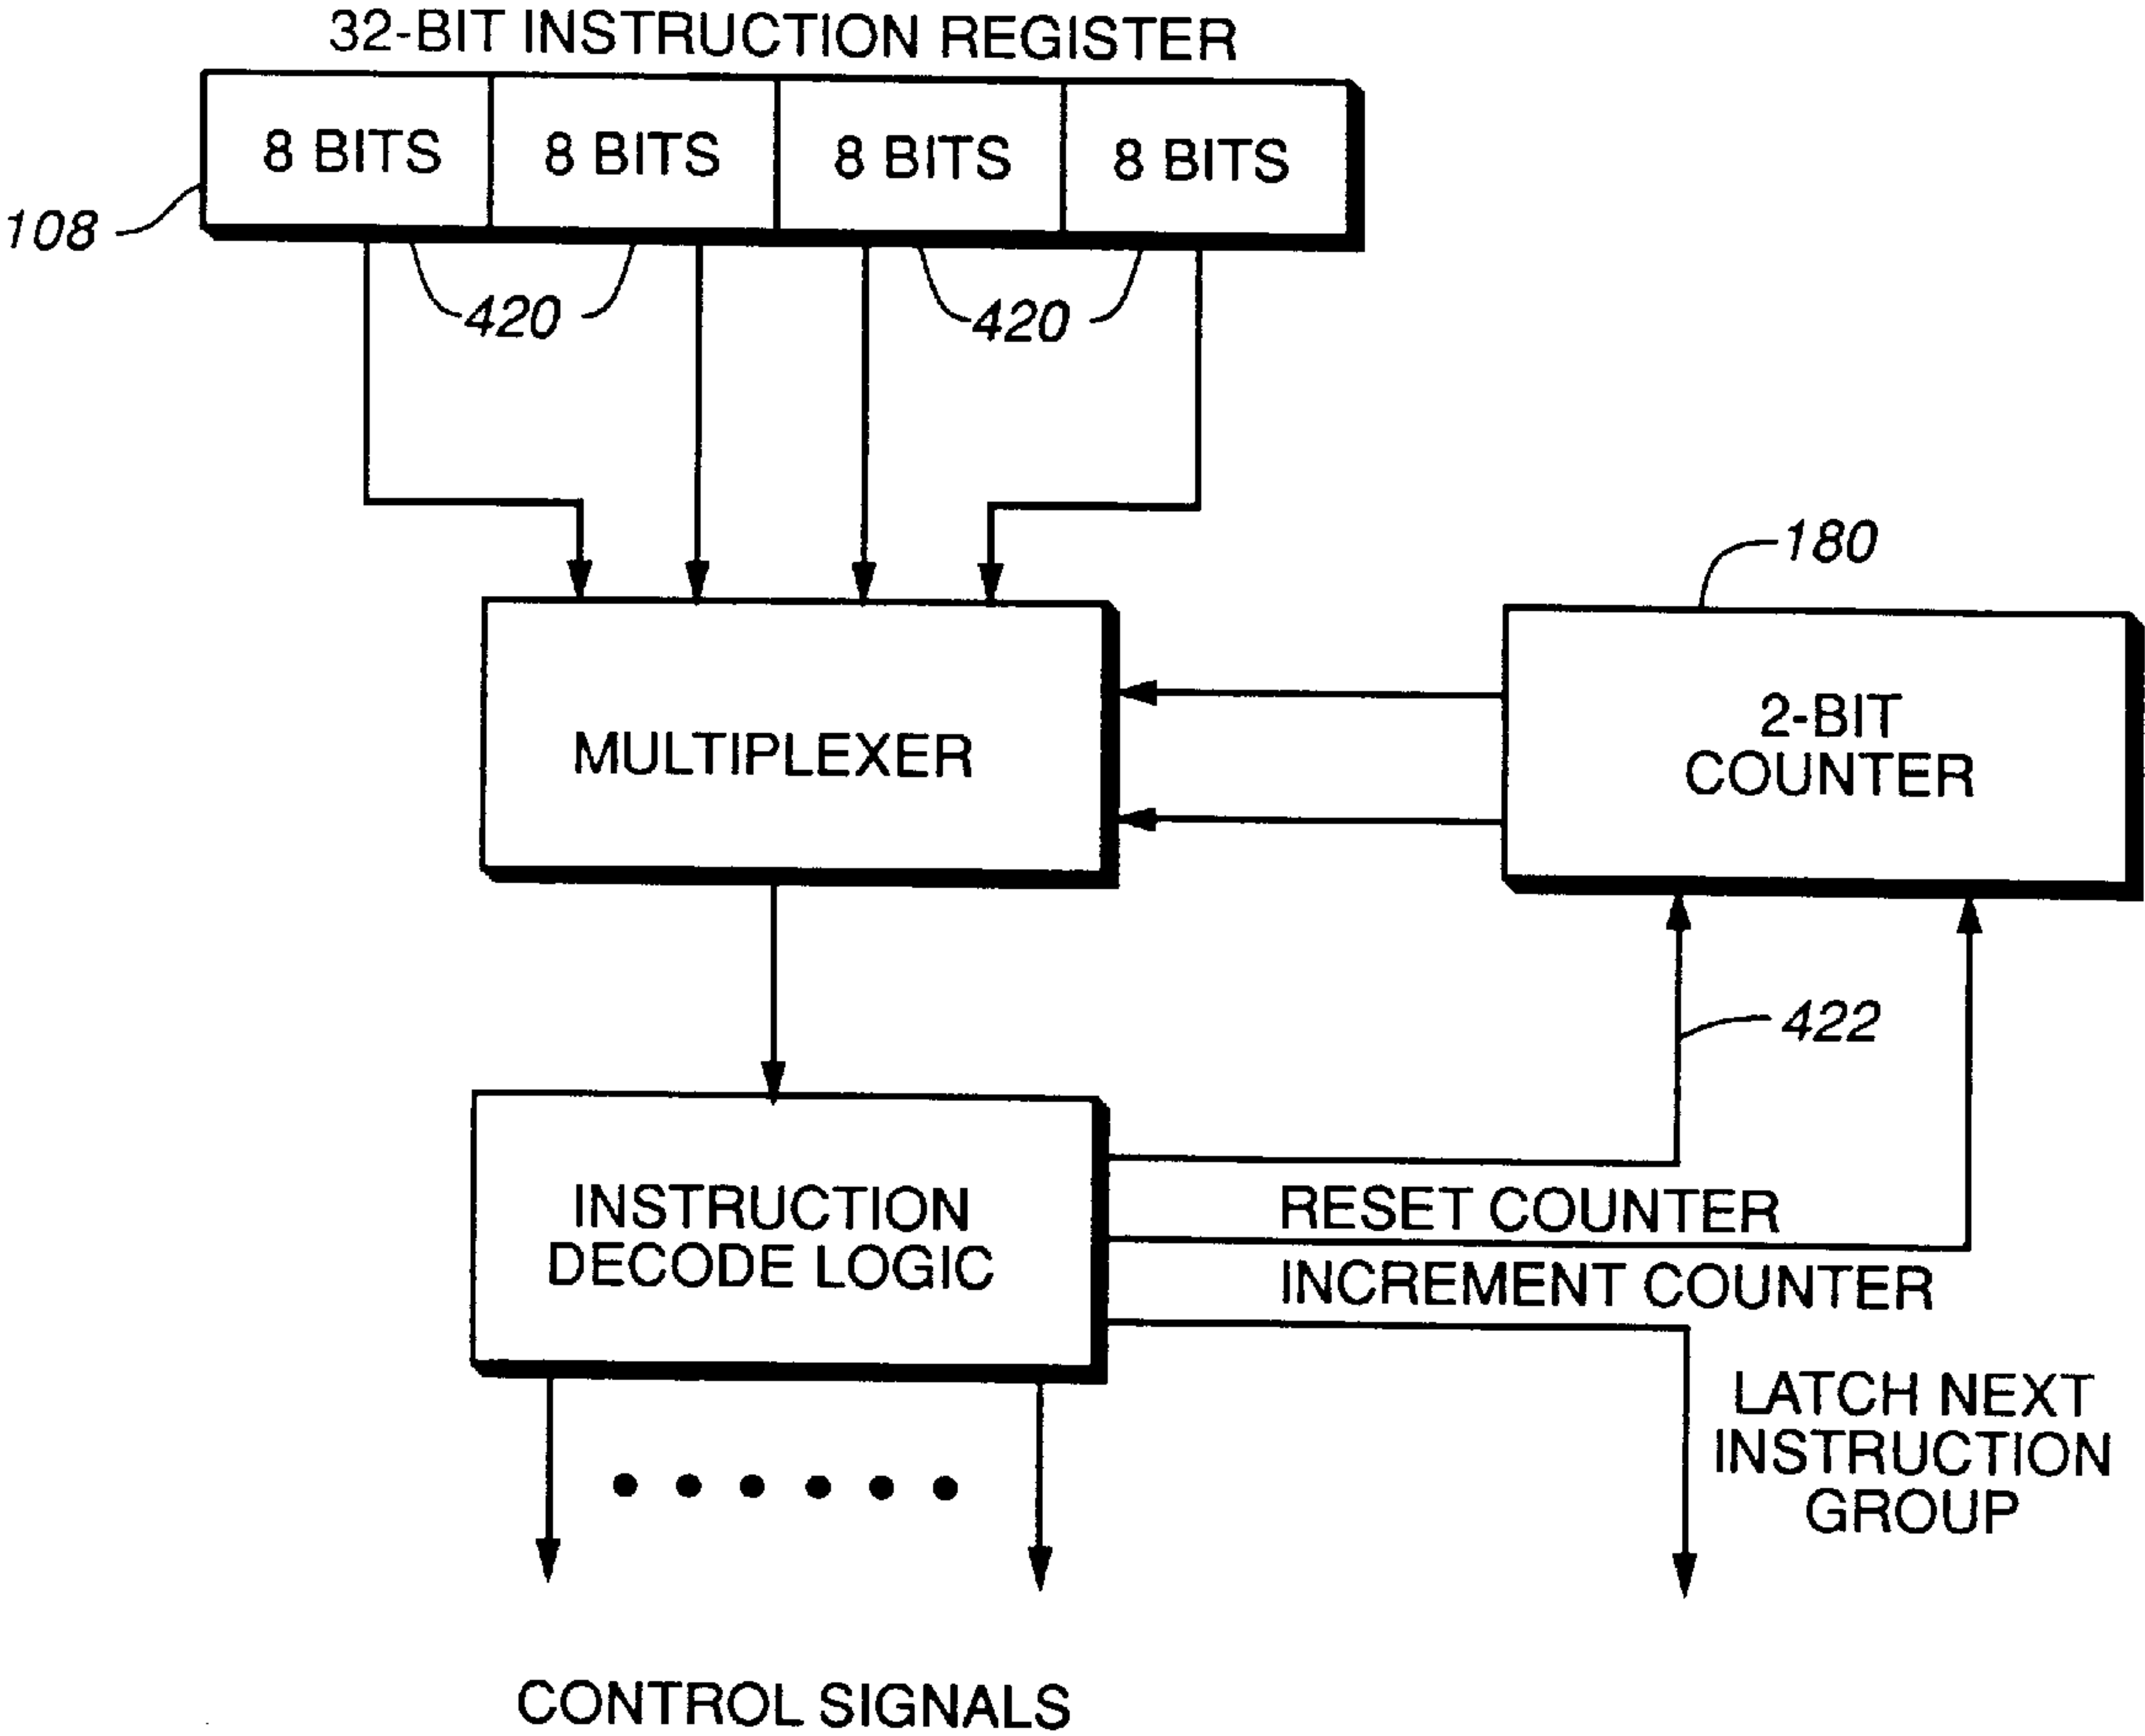 32-BIT INSTRUCTION REGISTER
8 BITS 8 BITS 8 BITS 8 BITS
108
420 420
180
MULTIPLEXER
2-BIT
COUNTER
422
INSTRUCTION
DECODE LOGIC
RESET COUNTER
INCREMENT COUNTER
LATCH NEXT
INSTRUCTION
GROUP
CONTROL SIGNALS